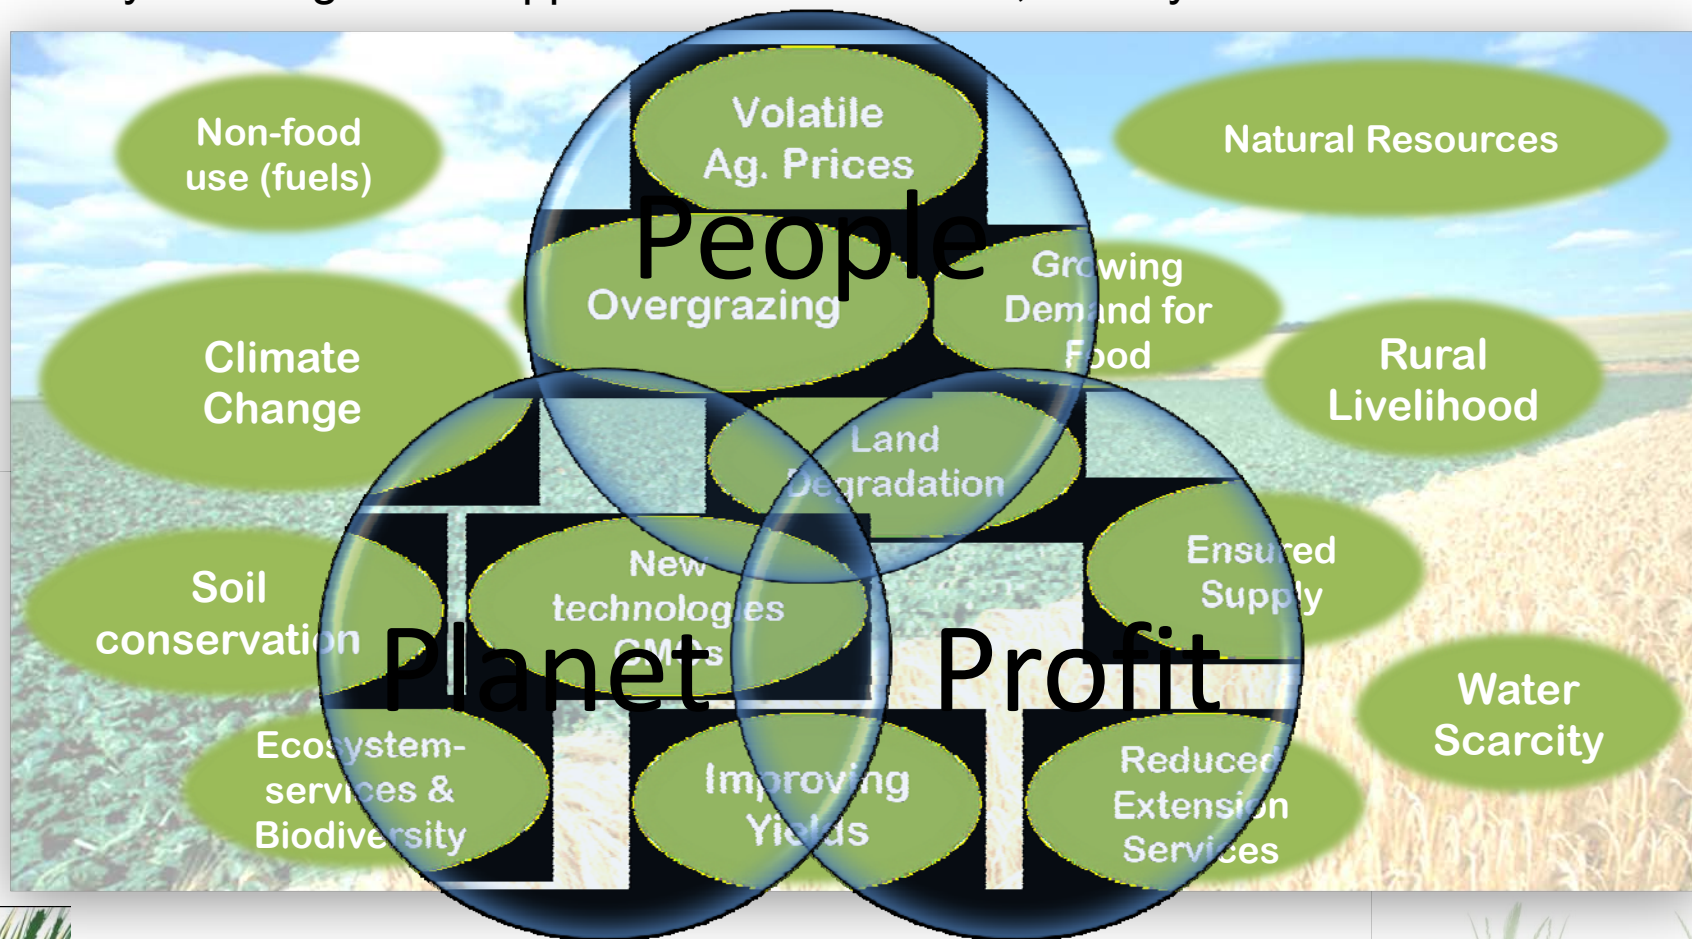 Non-food
use (fuels)
Volatile
Ag. Prices
Natural Resources
People
Overgrazing
Growing
Demand for
Food
Climate
Change
Rural
Livelihood
Land
Degradation
Soil
conservation
New
technologies
GMOs
Ensured
Supply
Planet
Profit
Water
Scarcity
Ecosystem-
services &
Biodiversity
Improving
Yields
Reduced
Extension
Services